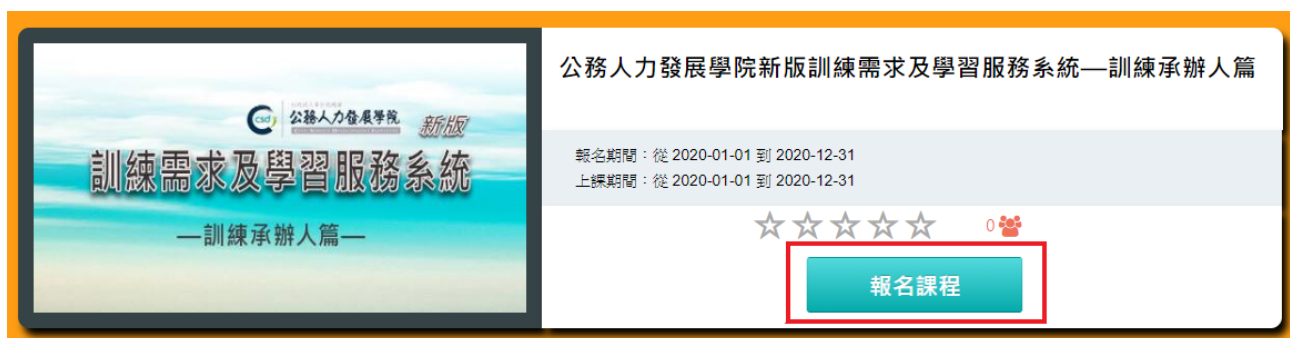 csdi
公務人力發展學院
新版
訓練需求及學習服務系統
—訓練承辦人篇—
公務人力發展學院新版訓練需求及學習服務系統—訓練承辦人篇
報名期間：從 2020-01-01 到 2020-12-31
上課期間：從 2020-01-01 到 2020-12-31
0
報名課程